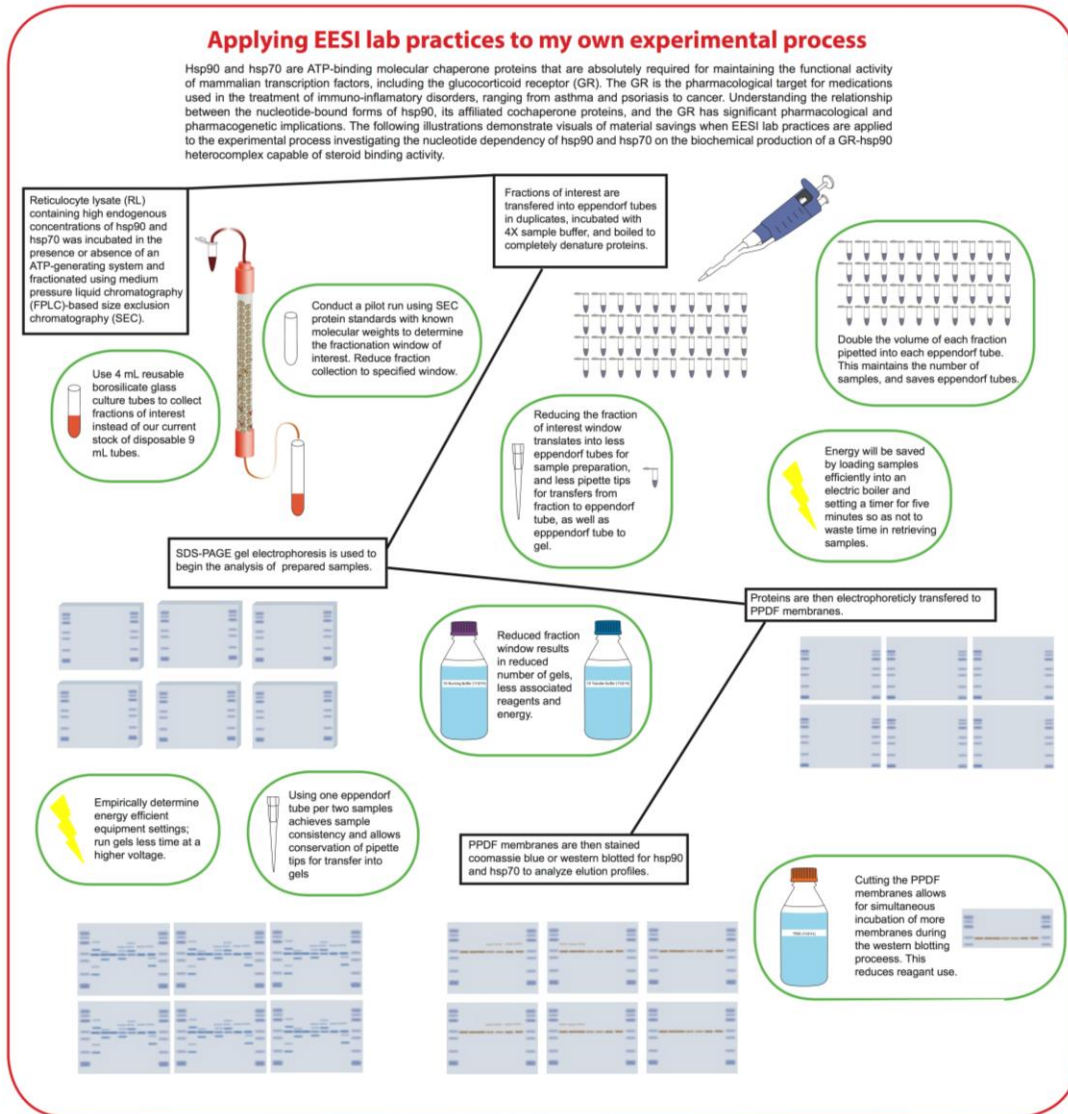 Applying EESI lab practices to my own experimental process
Hsp90 and hsp70 are ATP-binding molecular chaperone proteins that are absolutely required for maintaining the functional activity
of mammalian transcription factors, including the glucocorticoid receptor (GR). The GR is the pharmacological target for medications
used in the treatment of immuno-inflamatory disorders, ranging from asthma and psoriasis to cancer. Understanding the relationship
between the nucleotide-bound forms of hsp90, its affiliated cochaperone proteins, and the GR has significant pharmacological and
pharmacogenetic implications. The following illustrations demonstrate visuals of material savings when EESI lab practices are applied
to the experimental process investigating the nucleotide dependency of hsp90 and hsp70 on the biochemical production of a GR-hsp90
heterocomplex capable of steroid binding activity.
Reticulocyte lysate (RL)
containing high endogenous
concentrations of hsp90 and
hsp70 was incubated in the
presence or absence of an
ATP-generating system and
fractionated using medium
pressure liquid chromatography
(FPLC)-based size exclusion
chromatography (SEC).
Fractions of interest are
transfered into eppendorf tubes
in duplicates, incubated with
4X sample buffer, and boiled to
completely denature proteins.
Conduct a pilot run using SEC
protein standards with known
molecular weights to determine
the fractionation window of
interest. Reduce fraction
collection to specified window.
Double the volume of each fraction
pipetted into each eppendorf tube.
This maintains the number of
samples, and saves eppendorf tubes.
Use 4 mL reusable
borosilicate glass
culture tubes to collect
fractions of interest
instead of our current
stock of disposable 9
mL tubes.
Reducing the fraction
of interest window
translates into less
eppendorf tubes for
sample preparation,
and less pipette tips
for transfers from
fraction to eppendorf
tube, as well as
epppendorf tube to
gel.
Energy will be saved
by loading samples
efficiently into an
electric boiler and
setting a timer for five
minutes so as not to
waste time in retrieving
samples.
SDS-PAGE gel electrophoresis is used to
begin the analysis of prepared samples.
Proteins are then electrophoreticly transfered to
PPDF membranes.
Reduced fraction
window results
in reduced
number of gels,
less associated
reagents and
energy.
Empirically determine
energy efficient
equipment settings;
run gels less time at a
higher voltage.
Using one eppendorf
tube per two samples
achieves sample
consistency and allows
conservation of pipette
tips for transfer into
gels
PPDF membranes are then stained
coomassie blue or western blotted for hsp90
and hsp70 to analyze elution profiles.
Cutting the PPDF
membranes allows
for simultaneous
incubation of more
membranes during
the western blotting
proceess. This
reduces reagant use.